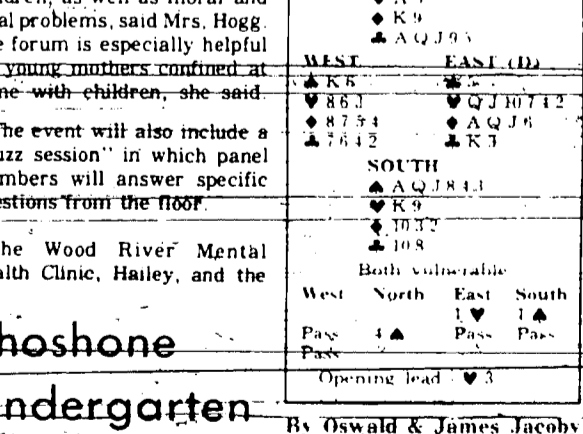 as moral and
al problems, said Mrs. Hogg.
e forum is especially helpful
young mothers confined at
me with children, she said.
The event will also include a
uzz session" in which panel
mbers will answer specific
estions from the floor.
he Wood River Mental
alth Clinic, Hailey, and the
hoshone
ndergarten
♦ K 9
♣ A Q J 9 5
WEST EAST (D)
♠ K 6 ♠
♥ 8 6 3 ♥ Q J 10 7 4 2
♦ 8 7 5 4 ♦ A Q J 6
♣ 7 6 4 2 ♣ K 3
SOUTH
♠ A Q J 8 4 3
♥ K 9
♦ 10 3 2
♣ 10 8
Both vulnerable
West North East South
1 ♥ 1 ♠
Pass 4 ♠ Pass Pass
Pass
Opening lead ♥ 3
By Oswald & James Jacoby